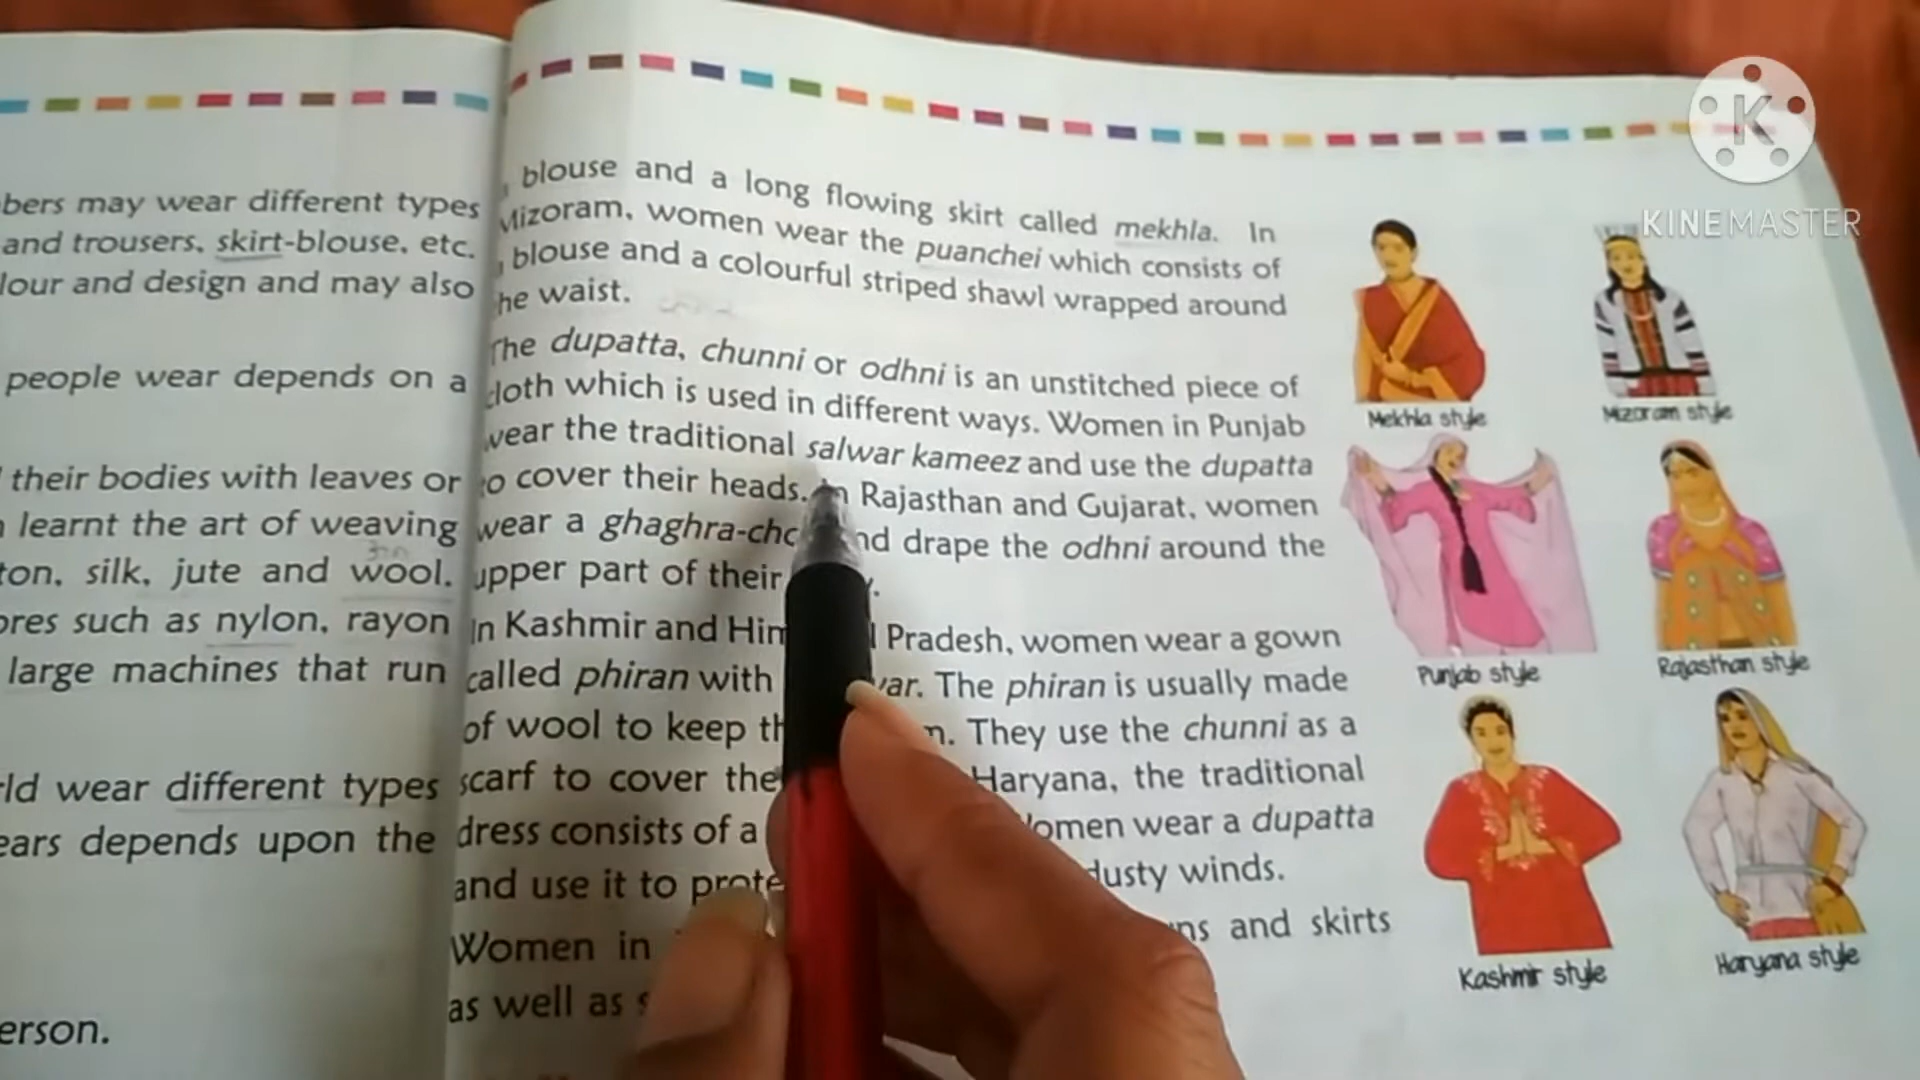 bers may wear different types
and trousers, skirt-blouse, etc.
lour and design and may also
people wear depends on a
their bodies with leaves or
learnt the art of weaving
ton, silk, jute and wool.
ores such as nylon, rayon
large machines that run
rld wear different types
ears depends upon the
erson.
blouse and a long flowing skirt called mekhla. In
Mizoram, women wear the puanchei which consists of
blouse and a colourful striped shawl wrapped around
he waist.
The dupatta, chunni or odhni is an unstitched piece of
cloth which is used in different ways. Women in Punjab
wear the traditional salwar kameez and use the dupatta
to cover their heads. In Rajasthan and Gujarat, women
wear a ghaghra-cho nd drape the odhni around the
upper part of their y.
In Kashmir and Him l Pradesh, women wear a gown
called phiran with var. The phiran is usually made
of wool to keep th m. They use the chunni as a
scarf to cover the Haryana, the traditional
dress consists of a Women wear a dupatta
and use it to prote dusty winds.
Women in ns and skirts
as well as s
Mekhla style
Mizoram style
Punjab style
Rajasthan style
Kashmir style
Haryana style
K
KINEMASTER